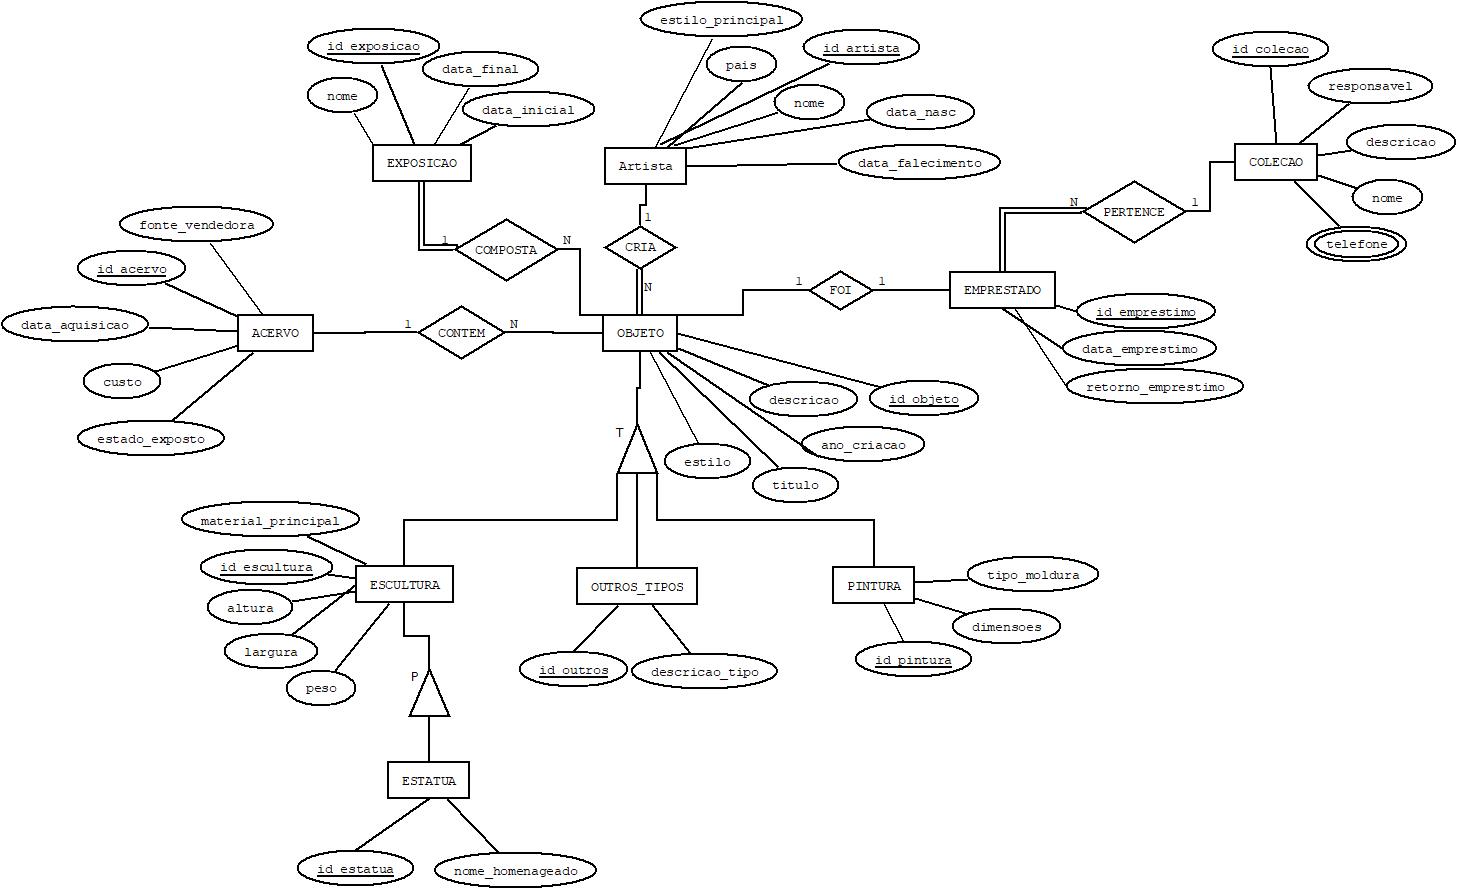 estilo_principal
id_exposicao
id_artista
id_colecao
pais
data_final
responsavel
nome
nome
data_inicial
data_nasc
descricao
EXPOSICAO
Artista
data_falecimento
COLECAO
nome
N
PERTENCE
1
fonte_vendedora
1
telefone
1
COMPOSTA
N
CRIA
id_acervo
1
FOI
1
EMPRESTADO
N
id_emprestimo
data_aquisicao
ACERVO
1
CONTEM
N
OBJETO
data_emprestimo
custo
retorno_emprestimo
descricao
id_objeto
estado_exposto
T
ano_criacao
estilo
titulo
material_principal
id_escultura
ESCULTURA
OUTROS_TIPOS
PINTURA
tipo_moldura
altura
dimensoes
largura
id_outros
descricao_tipo
id_pintura
peso
P
ESTATUA
id_estatua
nome_homenageado